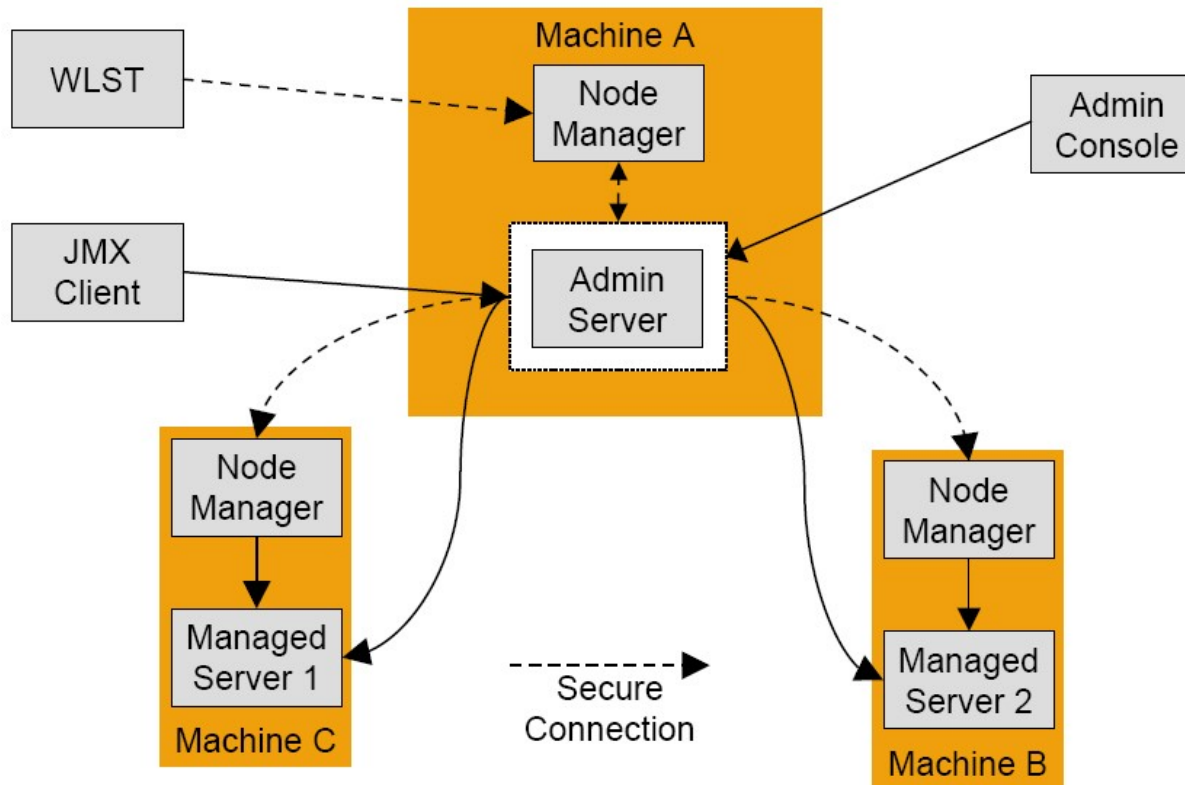 Machine A
WLST
Node
Manager
Admin
Console
JMX
Client
Admin
Server
Node
Manager
Managed
Server 1
Machine C
Secure
Connection
Node
Manager
Managed
Server 2
Machine B